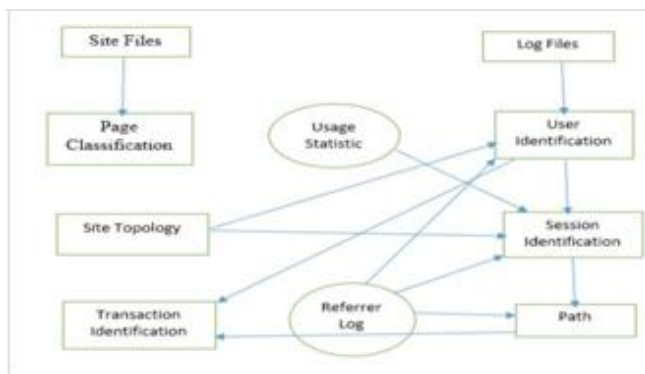 Site Files
Log Files
Page
Classification
Usage
Statistic
User
Identification
Site Topology
Session
Identification
Transaction
Identification
Referrer
Log
Path